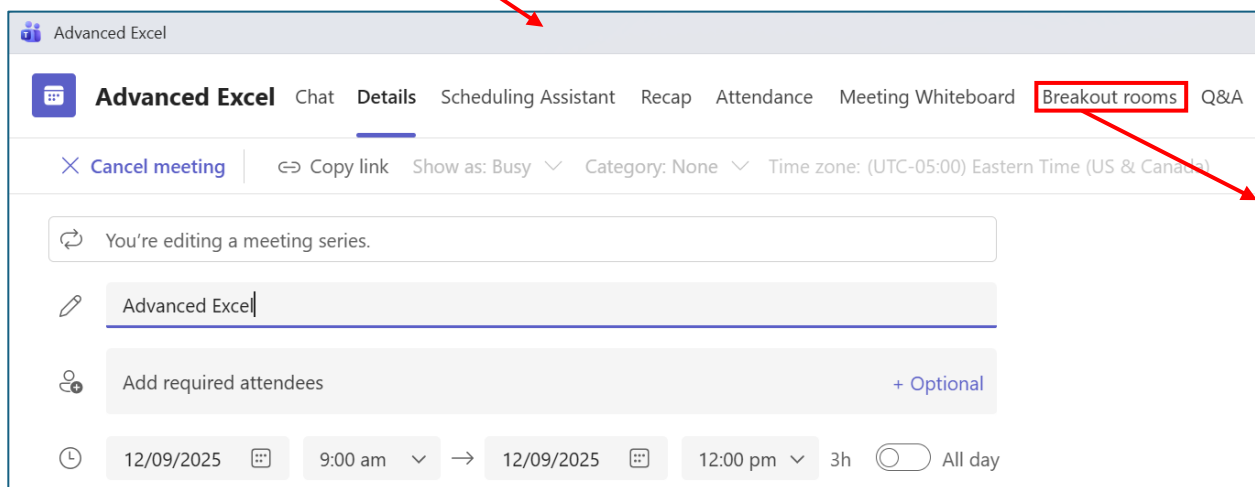 Advanced Excel
Advanced Excel Chat Details Scheduling Assistant Recap Attendance Meeting Whiteboard Breakout rooms Q&A
Cancel meeting Copy link Show as: Busy Category: None Time zone: (UTC-05:00) Eastern Time (US & Canada)
You're editing a meeting series.
Advanced Excel
Add required attendees + Optional
12/09/2025 9:00 am → 12/09/2025 12:00 pm 3h All day